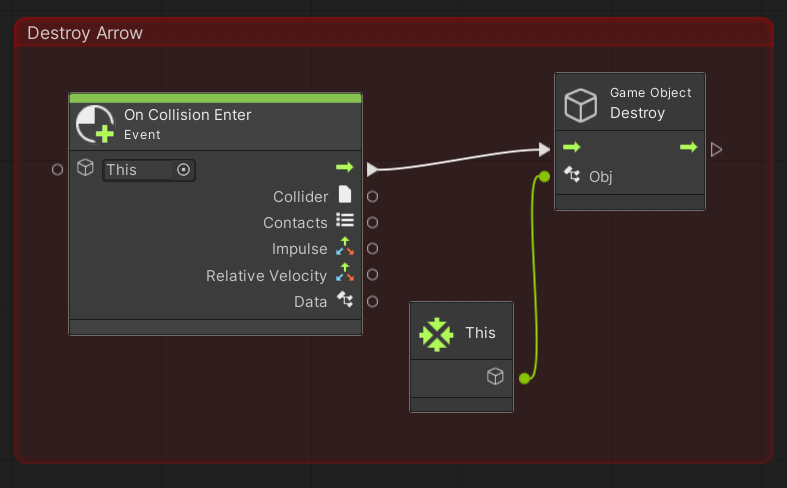 Destroy Arrow
On Collision Enter
Event
This
Collider
Contacts
Impulse
Relative Velocity
Data
Game Object
Destroy
Obj
This